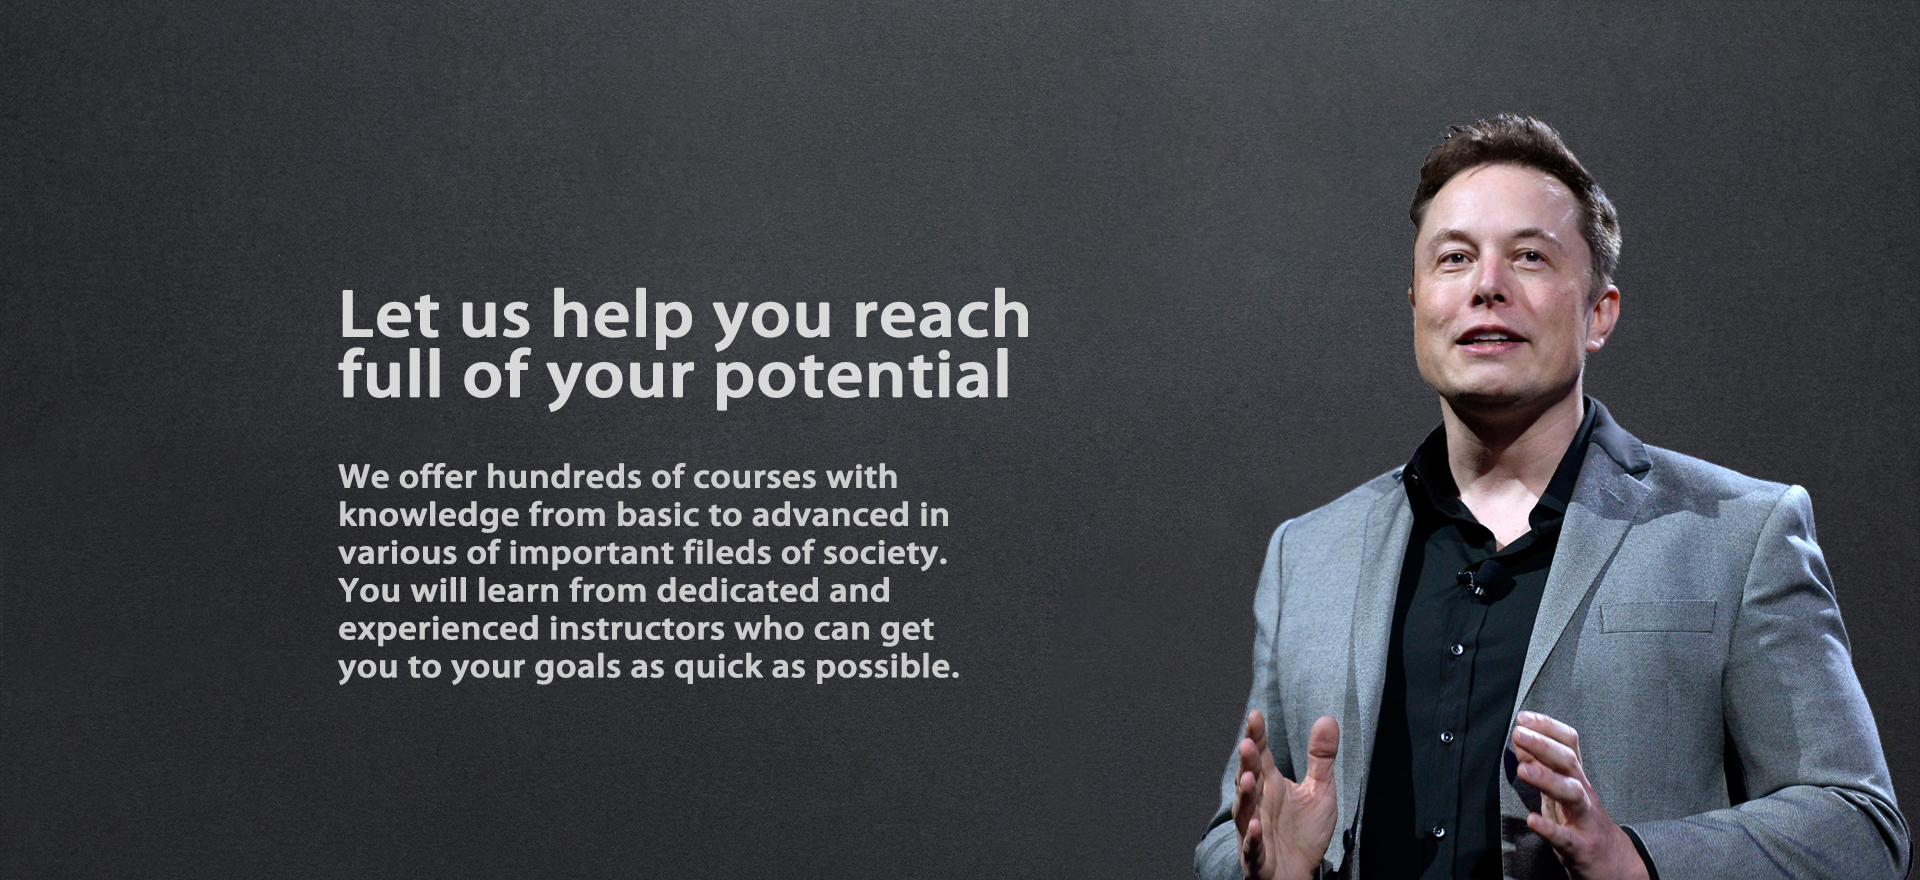 Let us help you reach
full of your potential
We offer hundreds of courses with
knowledge from basic to advanced in
various of important fileds of society.
You will learn from dedicated and
experienced instructors who can get
you to your goals as quick as possible.